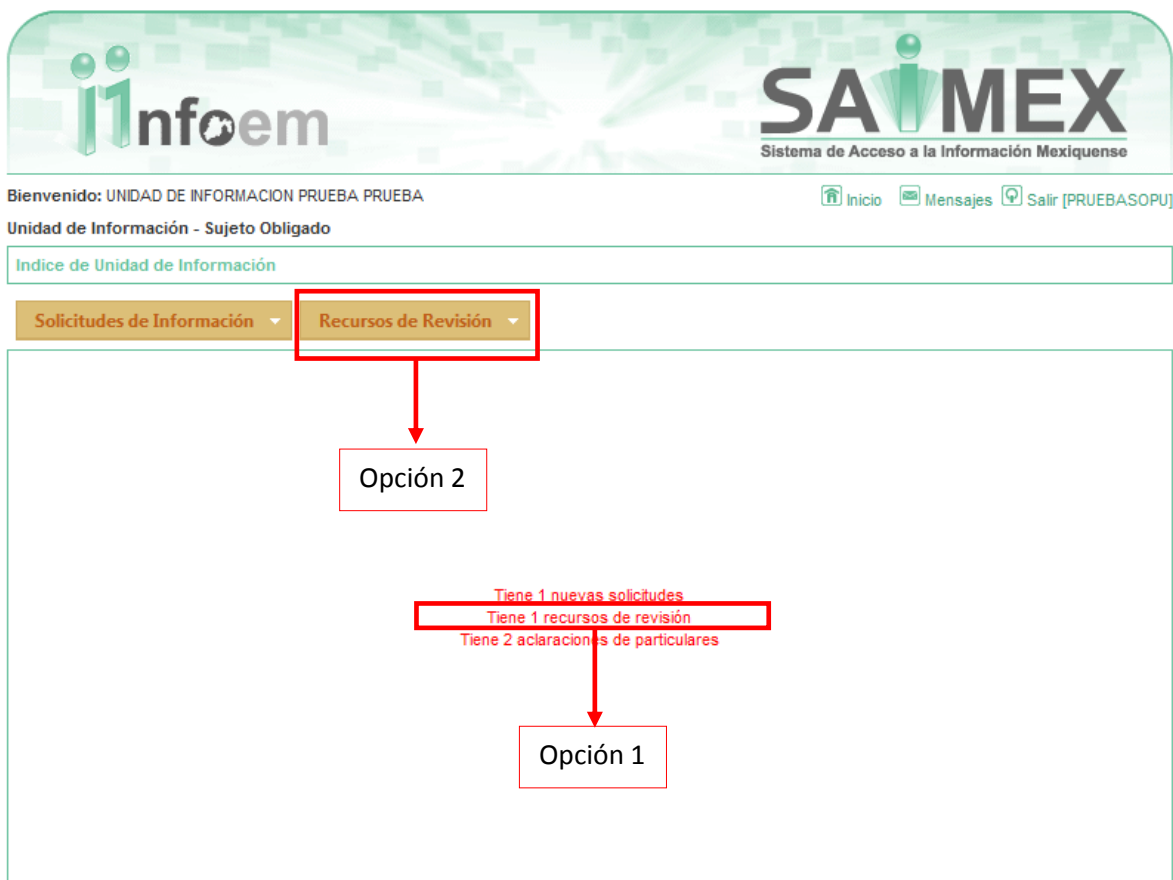 infoem
SAIMEX
Sistema de Acceso a la Información Mexiquense
Bienvenido: UNIDAD DE INFORMACION PRUEBA PRUEBA
Inicio Mensajes Salir [PRUEBASOPU]
Unidad de Información - Sujeto Obligado
Indice de Unidad de Información
Solicitudes de Información Recursos de Revisión
Opción 2
Tiene 1 nuevas solicitudes
Tiene 1 recursos de revisión
Tiene 2 aclaraciones de particulares
Opción 1